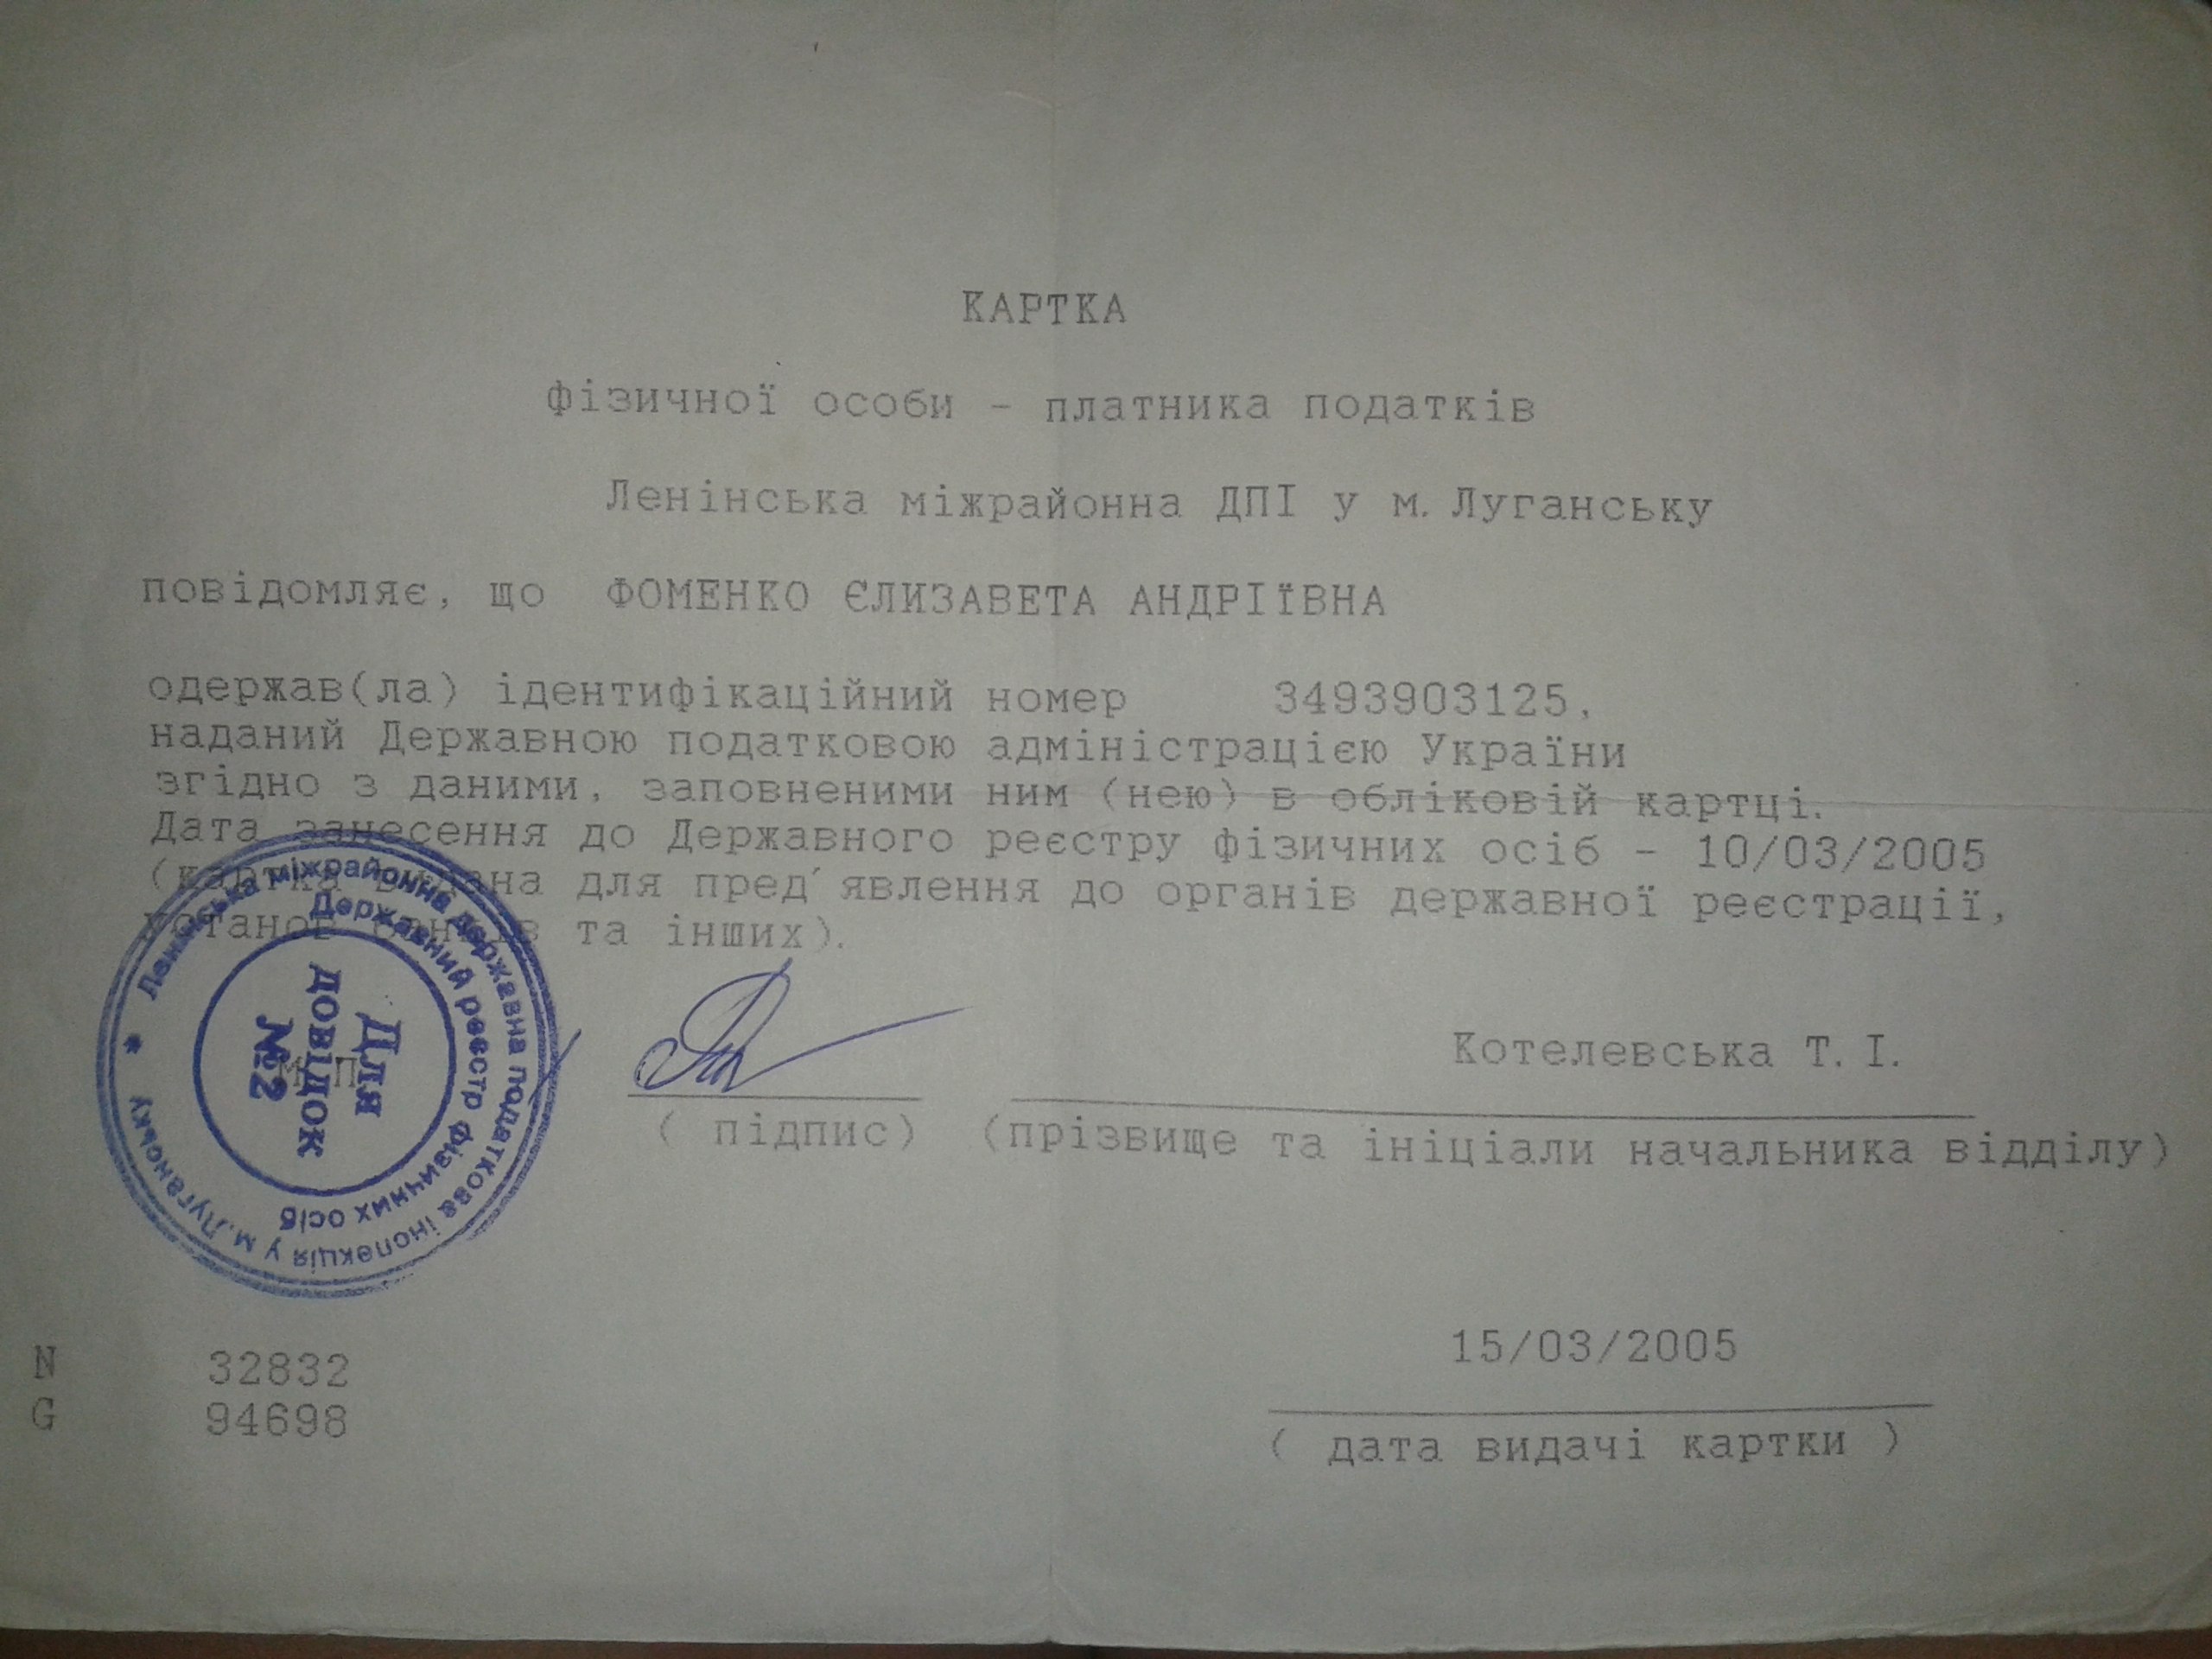 КАРТКА
фізичної особи - платника податків
Ленінська міжрайонна ДПІ у м. Луганську
повідомляє, що ФОМЕНКО ЄЛИЗАВЕТА АНДРІЇВНА
одержав(ла) ідентифікаційний номер 3493903125,
наданий Державною податковою адміністрацією України
згідно з даними, заповненими ним (нею) в обліковій картці.
Дата занесення до Державного реєстру фізичних осіб - 10/03/2005
(картка видана для пред'явлення до органів державної реєстрації,
установ банків та інших).
Ленінська міжрайонна державна податкова інспекція у м.Луганську *
Державний реєстр фізичних осіб
Для
ДОВІДОК
№2
М П
Котелевська Т. І.
( підпис) (прізвище та ініціали начальника відділу)
15/03/2005
N 32832
G 94698
( дата видачі картки )